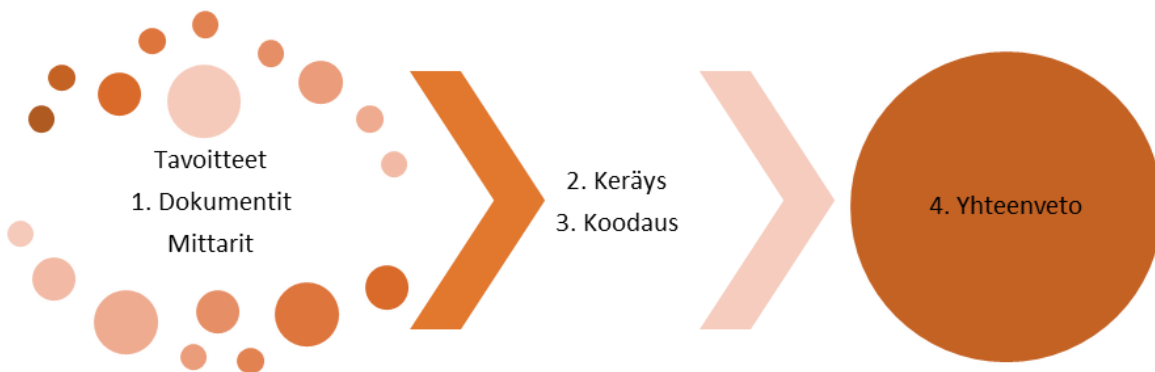 Tavoitteet
1. Dokumentit
Mittarit
2. Keräys
3. Koodaus
4. Yhteenveto